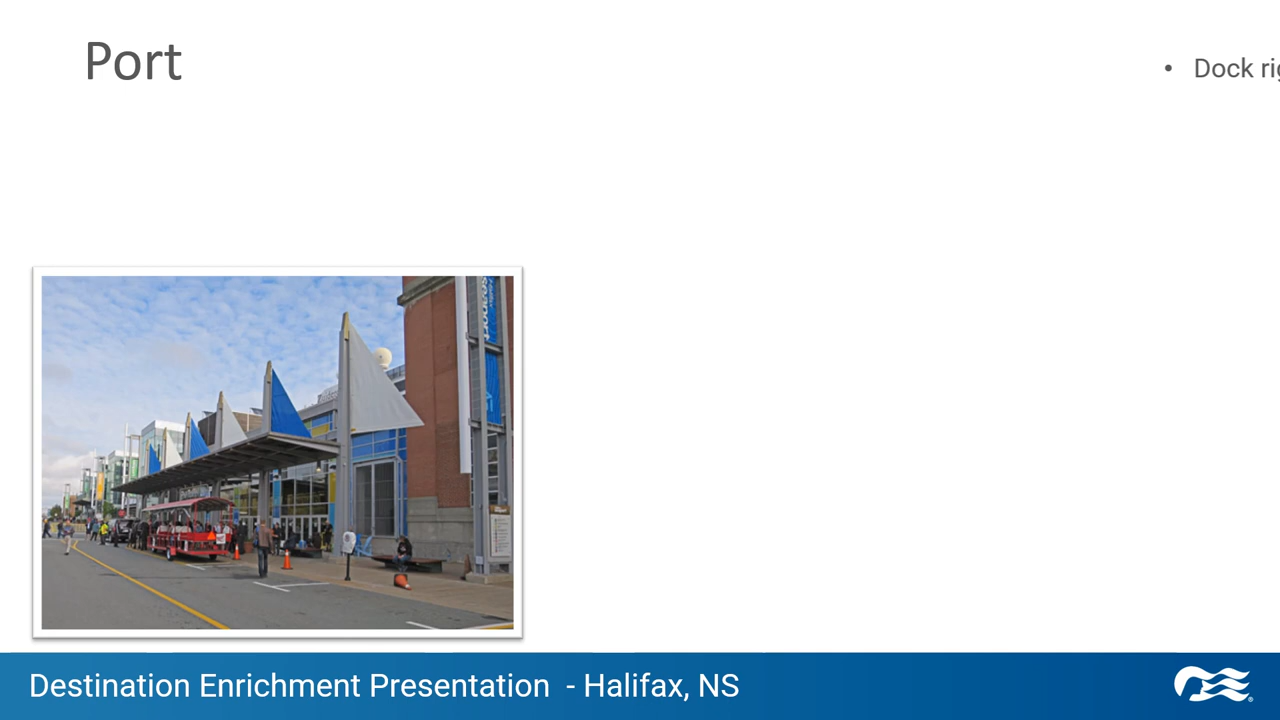 Port
• Dock rig
Destination Enrichment Presentation - Halifax, NS